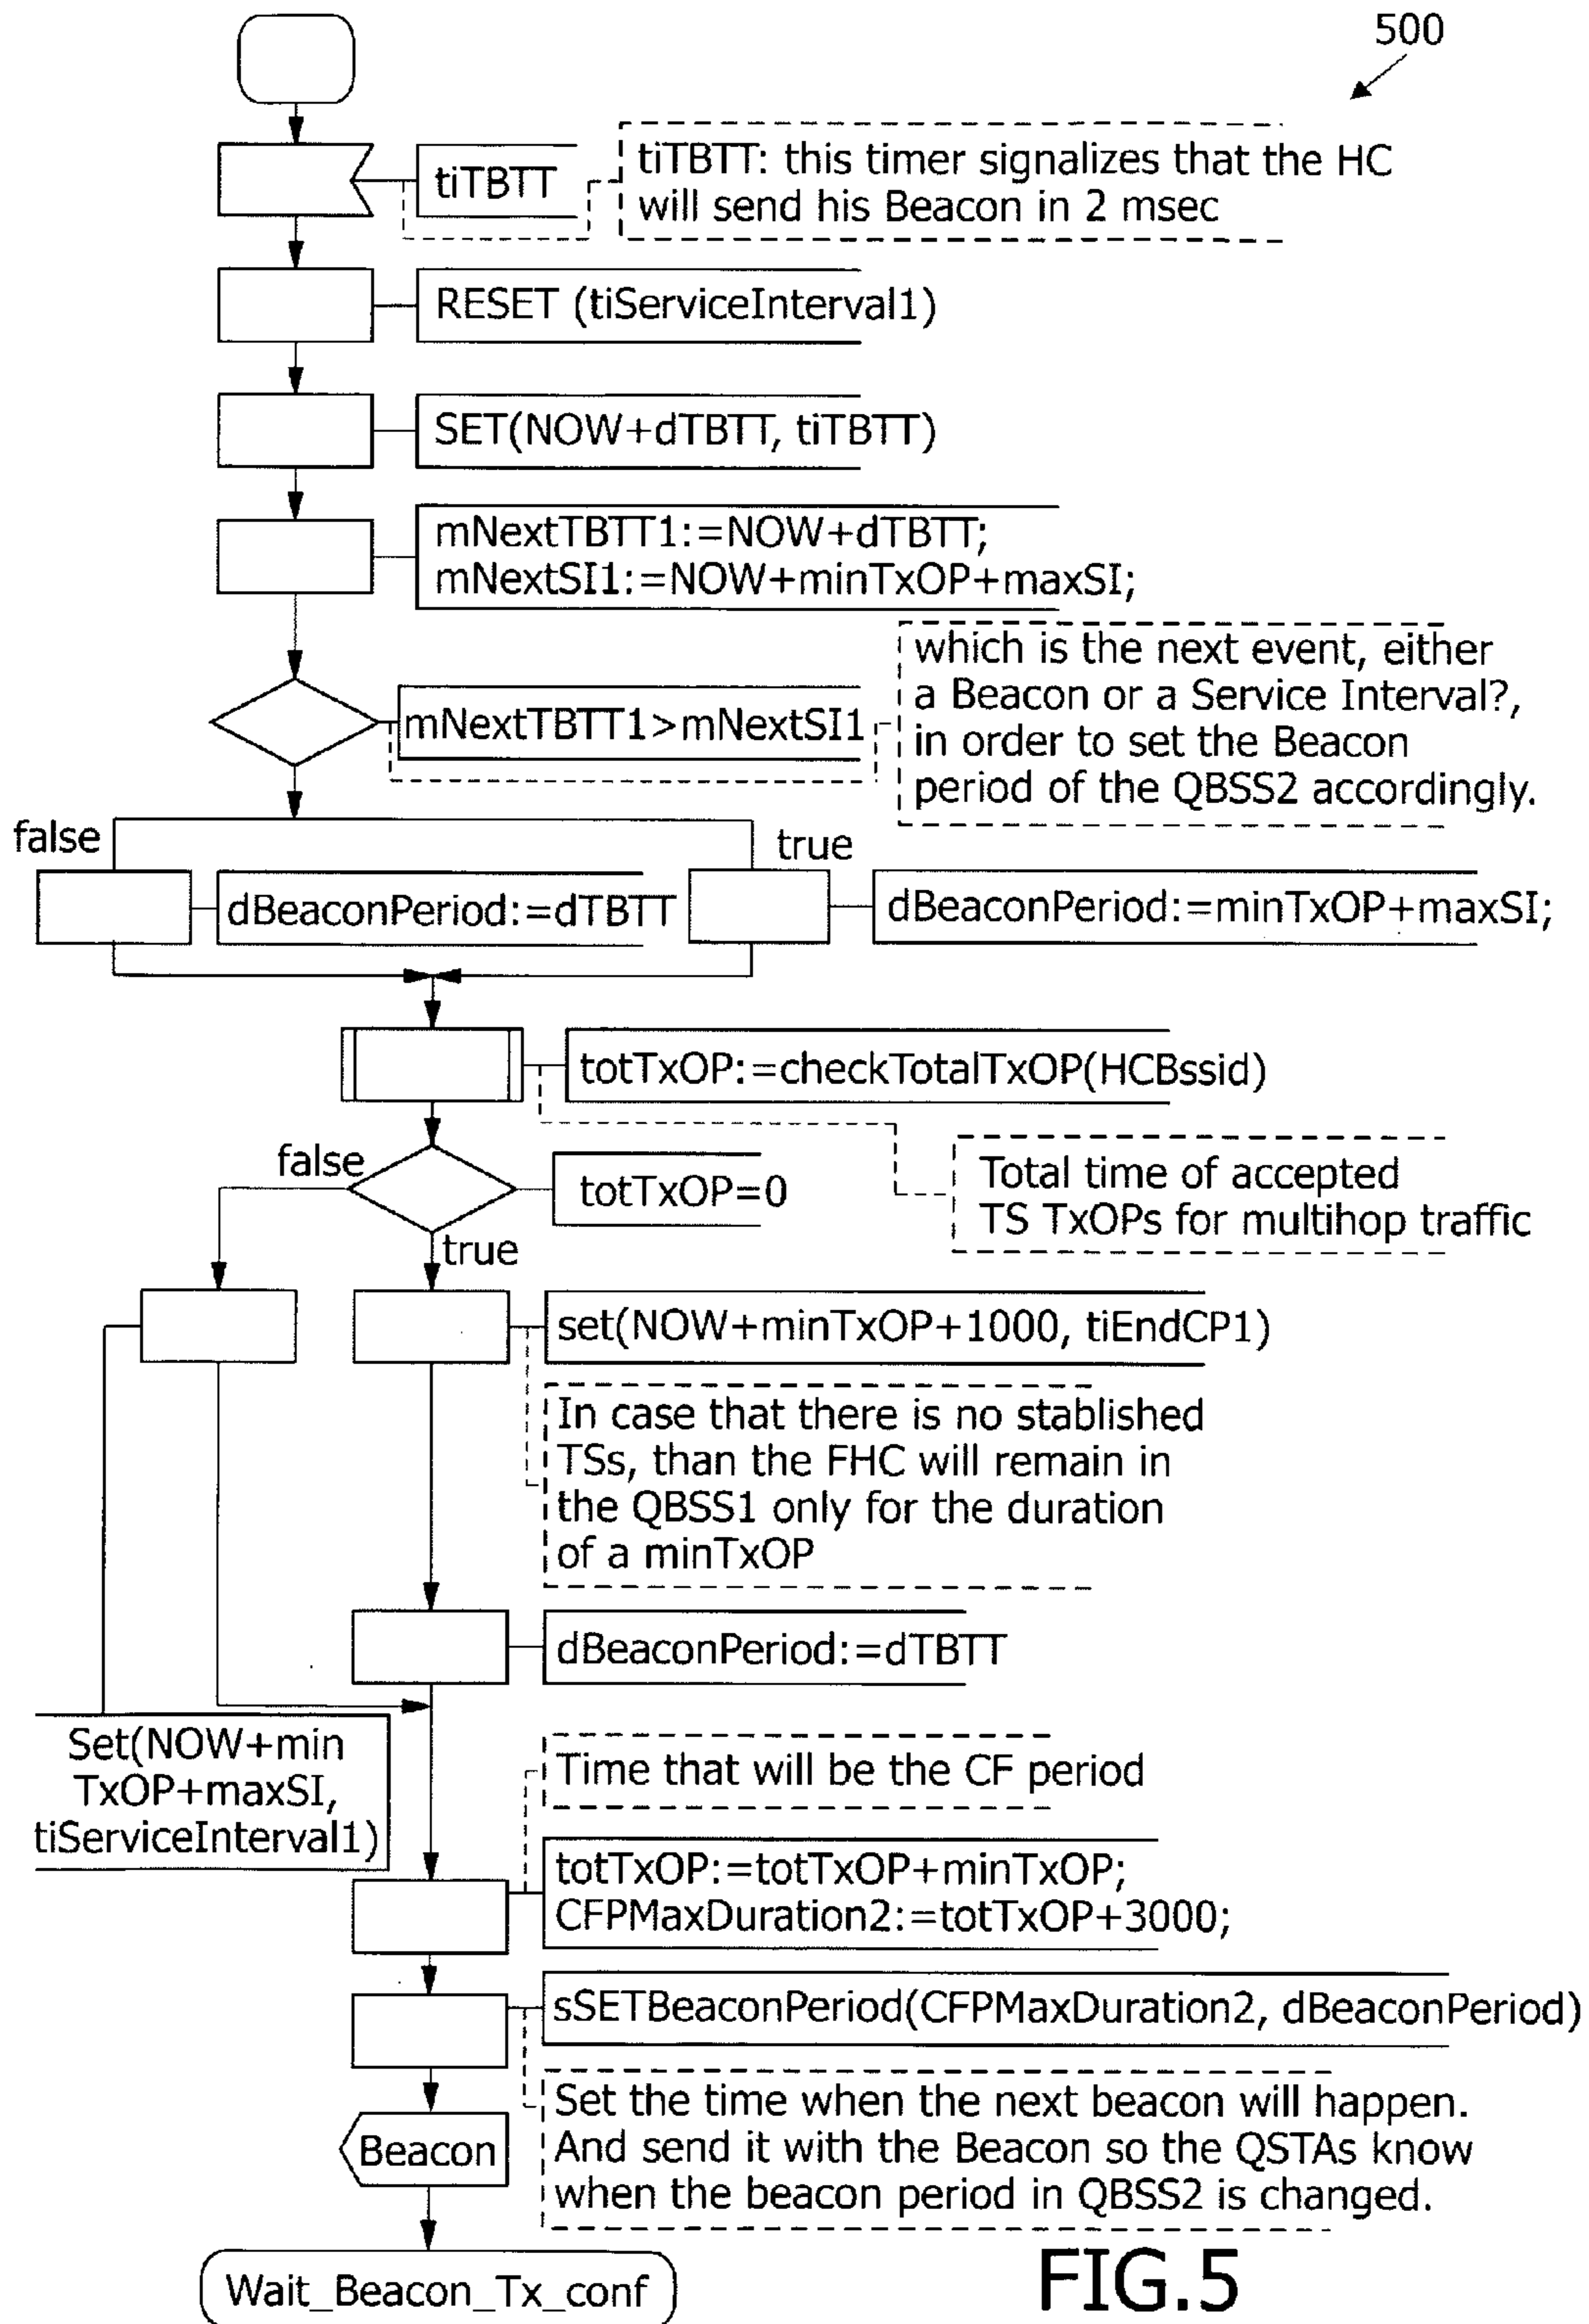 500
tiTBTT
tiTBTT: this timer signalizes that the HC
will send his Beacon in 2 msec
RESET (tiServiceInterval1)
SET(NOW+dTBTT, tiTBTT)
mNextTBTT1:=NOW+dTBTT;
mNextSI1:=NOW+minTxOP+maxSI;
mNextTBTT1>mNextSI1
which is the next event, either
a Beacon or a Service Interval?,
in order to set the Beacon
period of the QBSS2 accordingly.
false
true
dBeaconPeriod:=dTBTT
dBeaconPeriod:=minTxOP+maxSI;
totTxOP:=checkTotalTxOP(HCBssid)
Total time of accepted
TS TxOPs for multihop traffic
false
totTxOP=0
true
set(NOW+minTxOP+1000, tiEndCP1)
In case that there is no stablished
TSs, than the FHC will remain in
the QBSS1 only for the duration
of a minTxOP
dBeaconPeriod:=dTBTT
Set(NOW+min
TxOP+maxSI,
tiServiceInterval1)
Time that will be the CF period
totTxOP:=totTxOP+minTxOP;
CFPMaxDuration2:=totTxOP+3000;
sSETBeaconPeriod(CFPMaxDuration2, dBeaconPeriod)
Set the time when the next beacon will happen.
And send it with the Beacon so the QSTAs know
when the beacon period in QBSS2 is changed.
Beacon
Wait_Beacon_Tx_conf
FIG.5